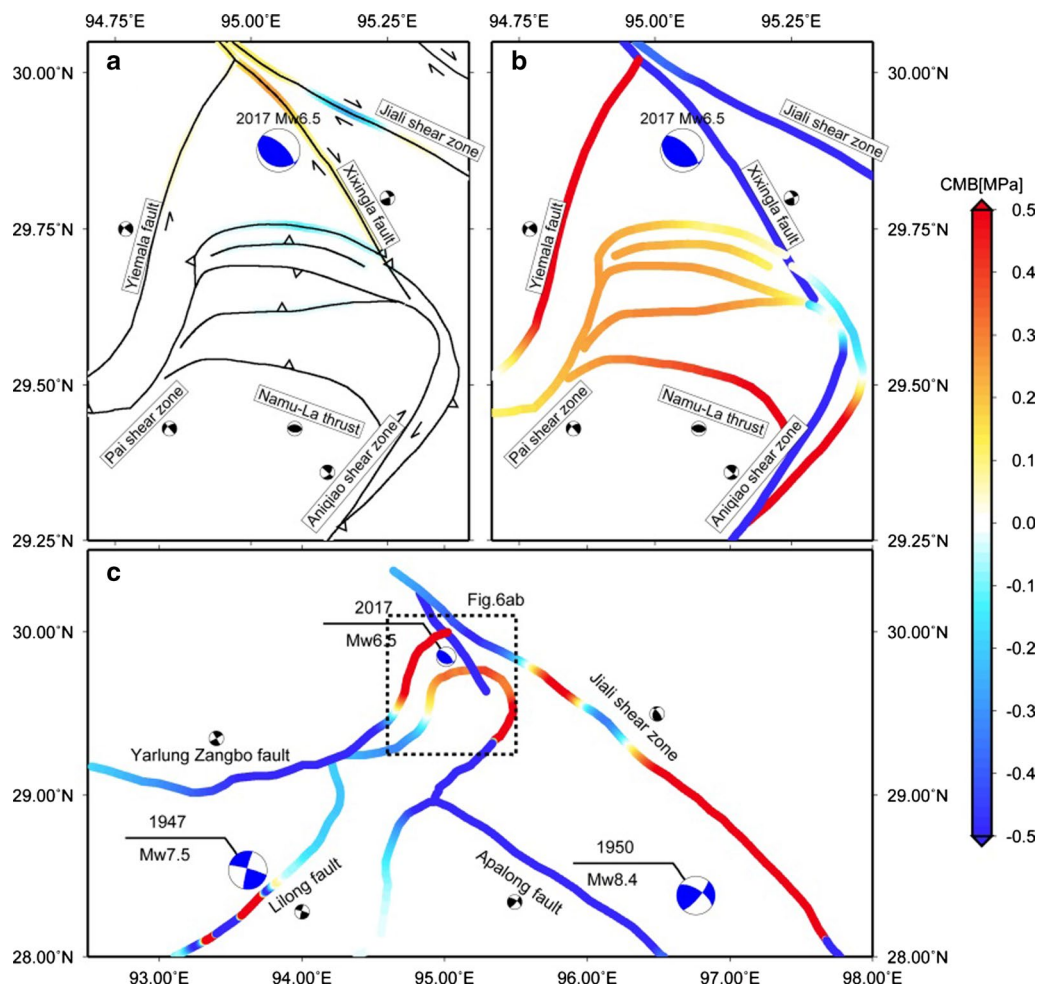 94.75°E 95.00°E 95.25°E 94.75°E 95.00°E 95.25°E
30.00°N
29.75°N
29.50°N
29.25°N
a
2017 Mw6.5
Jiali shear zone
Xixingla fault
Yiemala fault
Pai shear zone
Namu-La thrust
Aniqiao shear zone
b
2017 Mw6.5
Jiali shear zone
Xixingla fault
Yiemala fault
Pai shear zone
Namu-La thrust
Aniqiao shear zone
30.00°N
29.75°N
29.50°N
29.25°N
CMB[MPa]
0.5
0.4
0.3
0.2
0.1
0.0
-0.1
-0.2
-0.3
-0.4
-0.5
c
Fig.6ab
2017
Mw6.5
Jiali shear zone
Yarlung Zangbo fault
1947
Mw7.5
Lilong fault
Apalong fault
1950
Mw8.4
30.00°N
29.00°N
28.00°N
30.00°N
29.00°N
28.00°N
93.00°E 94.00°E 95.00°E 96.00°E 97.00°E 98.00°E